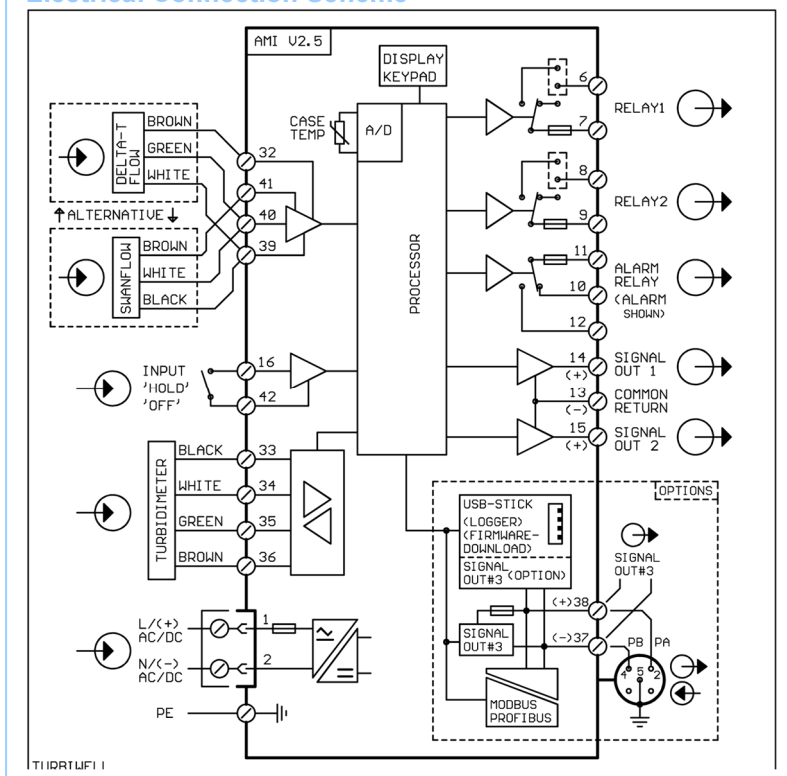 Electrical Connection Scheme
AMI V2.5
DISPLAY
KEYPAD
CASE
TEMP
A/D
PROCESSOR
DELTA-T
FLOW
BROWN
GREEN
WHITE
↑ALTERNATIVE↓
SWANFLOW
BROWN
WHITE
BLACK
32
41
40
39
INPUT
'HOLD'
'OFF'
16
42
TURBIDIMETER
BLACK
WHITE
GREEN
BROWN
33
34
35
36
L/(+)
AC/DC
N/(-)
AC/DC
1
2
PE
6
7
RELAY1
8
9
RELAY2
11
10
12
ALARM
RELAY
(ALARM
SHOWN)
14
(+)
SIGNAL
OUT 1
13
(-)
COMMON
RETURN
15
(+)
SIGNAL
OUT 2
OPTIONS
USB-STICK
(LOGGER)
(FIRMWARE-
DOWNLOAD)
SIGNAL
OUT#3 (OPTION)
SIGNAL
OUT#3
(+)38
(-)37
SIGNAL
OUT#3
PB PA
4 5 2
MODBUS
PROFIBUS
TURBIWELL